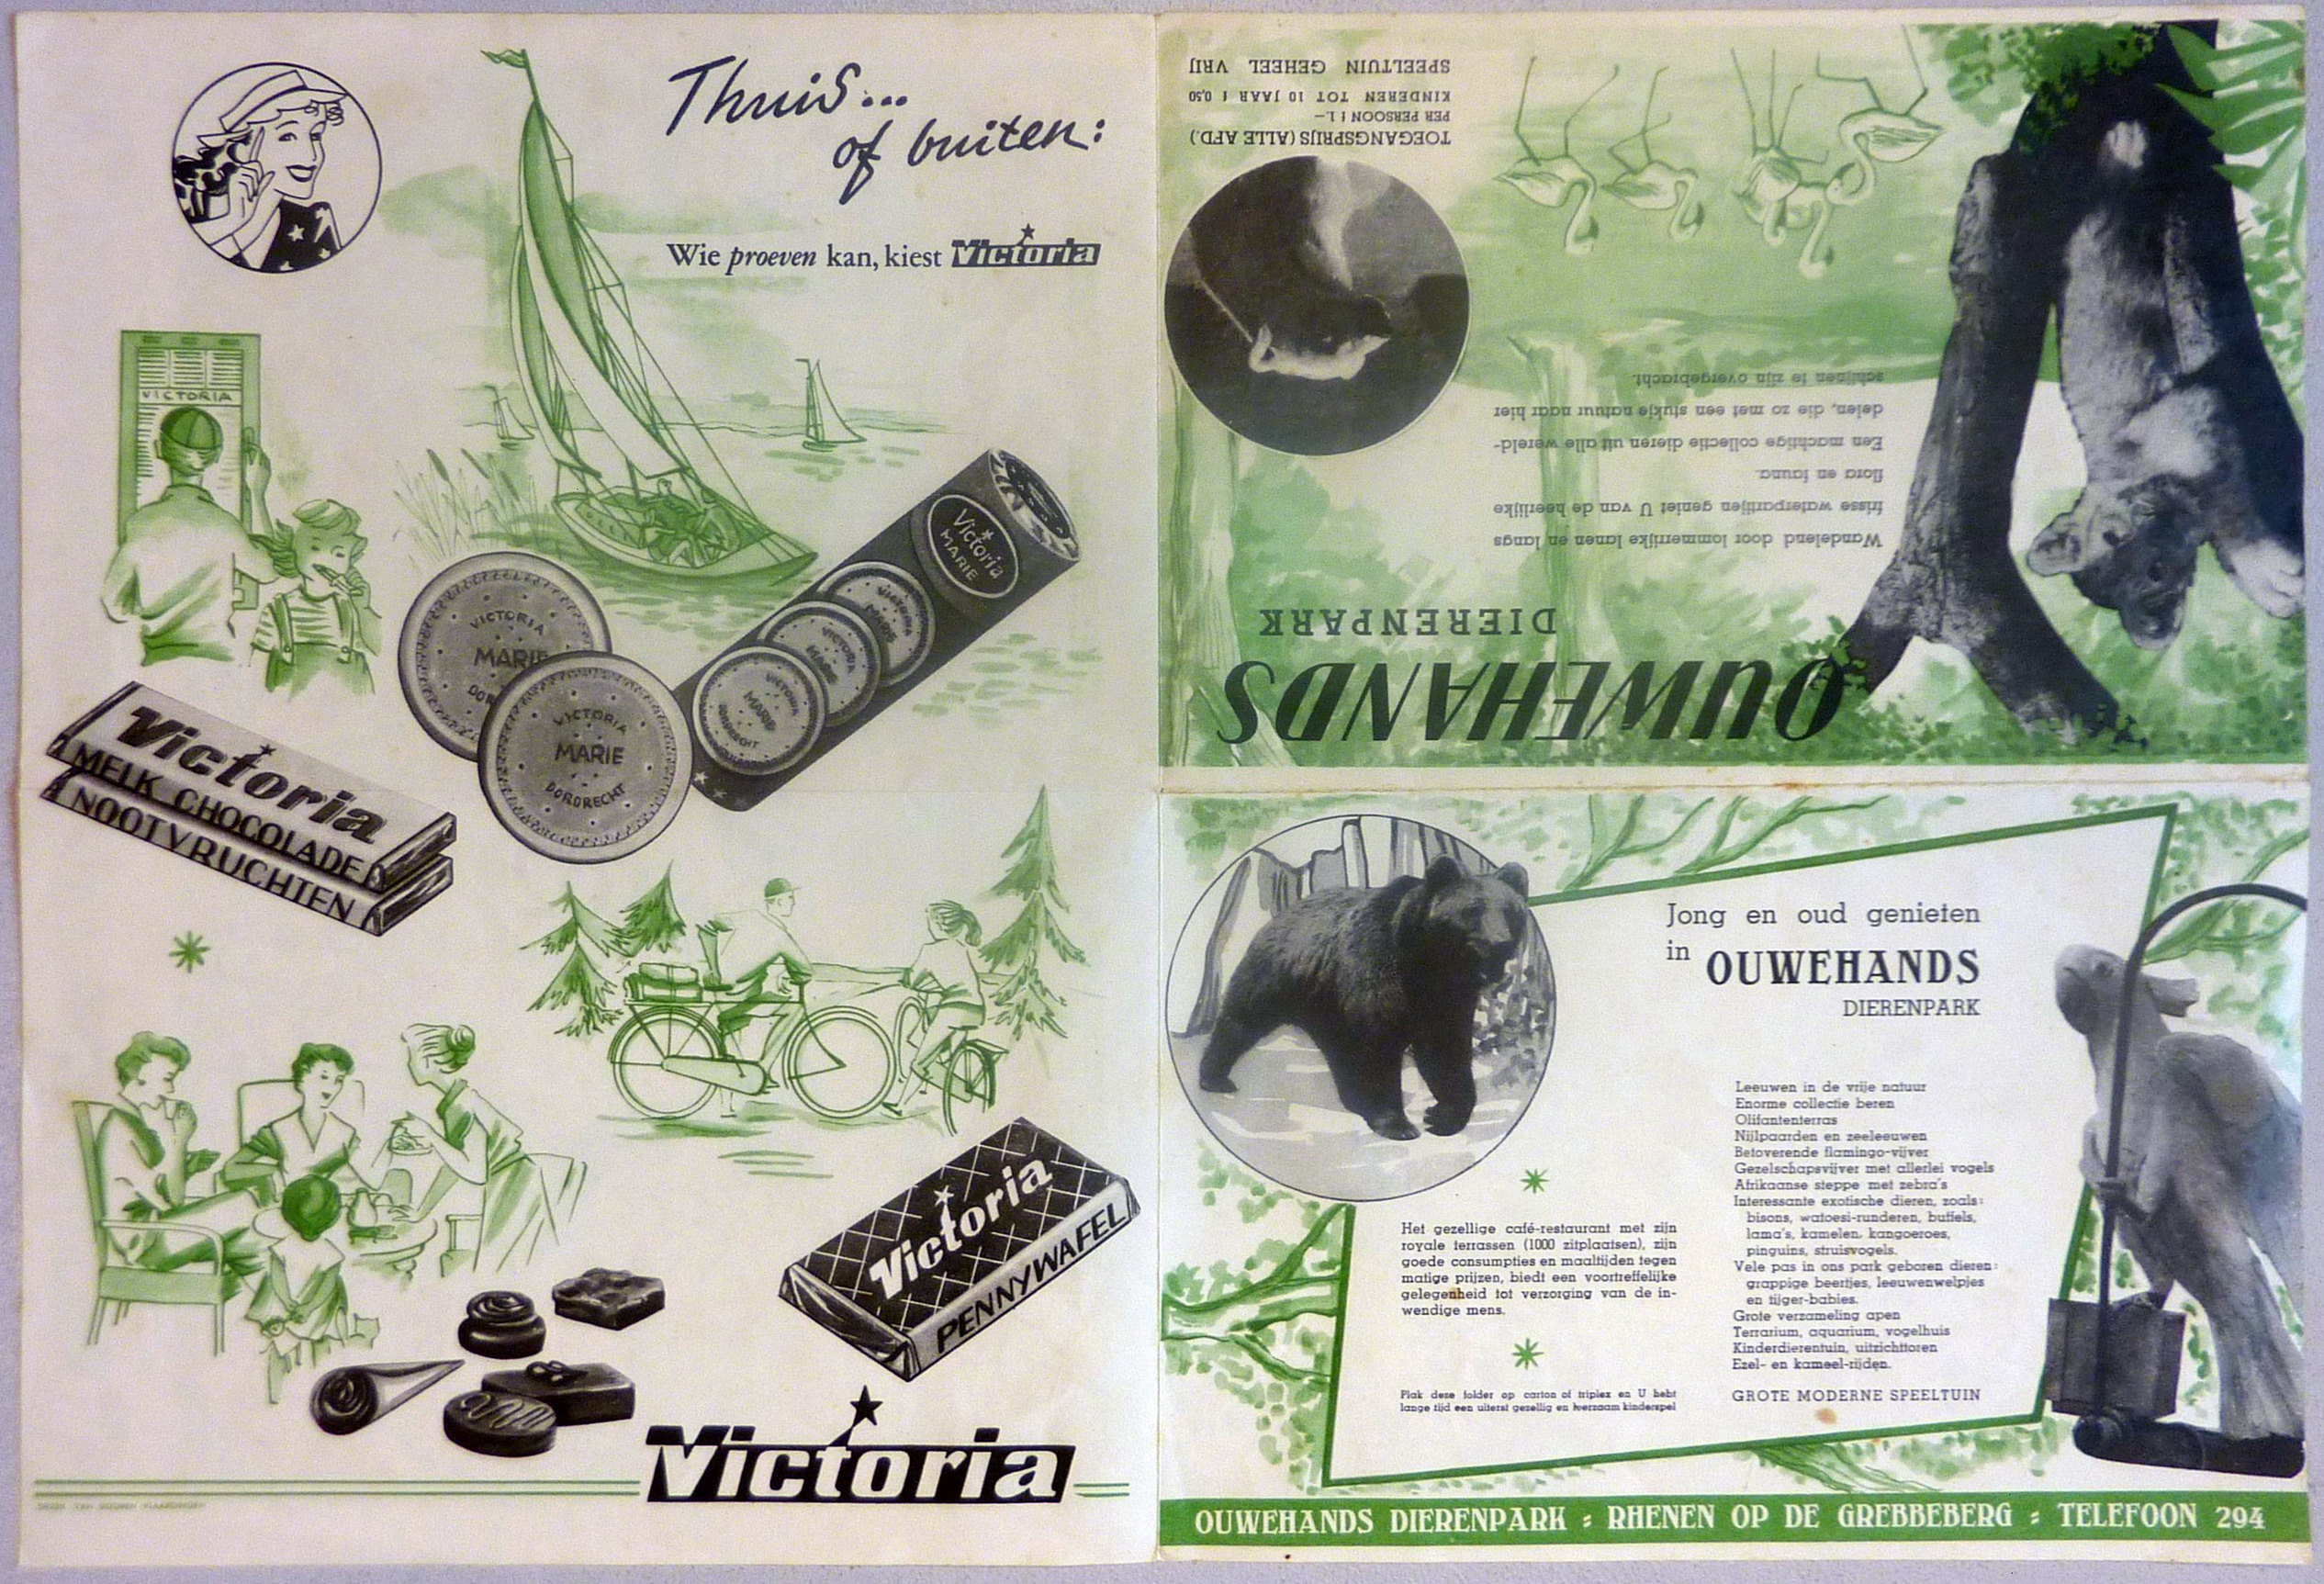 Thuis...
of buiten:
Wie proeven kan, kiest Victoria
VICTORIA
Victoria
MARIE
VICTORIA
MARIE
VICTORIA
MARIE
VICTORIA
MARIE
DORDRECHT
VICTORIA
MARIE
VICTORIA
MARIE
DORDRECHT
Victoria
MELK CHOCOLADE
NOOTVRUCHTEN
Victoria
PENNYWAFEL
Victoria
OUWEHANDS
DIERENPARK
Wandelend door lommerrijke lanen en langs
frisse waterpartijen geniet U van de heerlijke
flora en fauna.
Een machtige collectie dieren uit alle wereld-
delen, die zo met een stukje natuur naar hier
schijnen te zijn overgebracht.
TOEGANGSPRIJS (ALLE AFD.)
PER PERSOON f 1.—
KINDEREN TOT 10 JAAR f 0,50
SPEELTUIN GEHEEL VRIJ
Jong en oud genieten
in OUWEHANDS
DIERENPARK
Leeuwen in de vrije natuur
Enorme collectie beren
Olifantenterras
Nijlpaarden en zeeleeuwen
Betoverende flamingo-vijver
Gezelschapsvijver met allerlei vogels
Afrikaanse steppe met zebra's
Interessante exotische dieren, zoals:
bisons, watoesi-runderen, buffels,
lama's, kamelen, kangoeroes,
pinguins, struisvogels.
Vele pas in ons park geboren dieren:
grappige beertjes, leeuwenwelpjes
en tijger-babies.
Grote verzameling apen
Terrarium, aquarium, vogelhuis
Kinderdierentuin, uitzichttoren
Ezel- en kameel-rijden.
GROTE MODERNE SPEELTUIN
Het gezellige café-restaurant met zijn
royale terrassen (1000 zitplaatsen), zijn
goede consumpties en maaltijden tegen
matige prijzen, biedt een voortreffelijke
gelegenheid tot verzorging van de in-
wendige mens.
Plak deze folder op carton of triplex en U hebt
lange tijd een uiterst gezellig en leerzaam kinderspel
OUWEHANDS DIERENPARK : RHENEN OP DE GREBBEBERG : TELEFOON 294